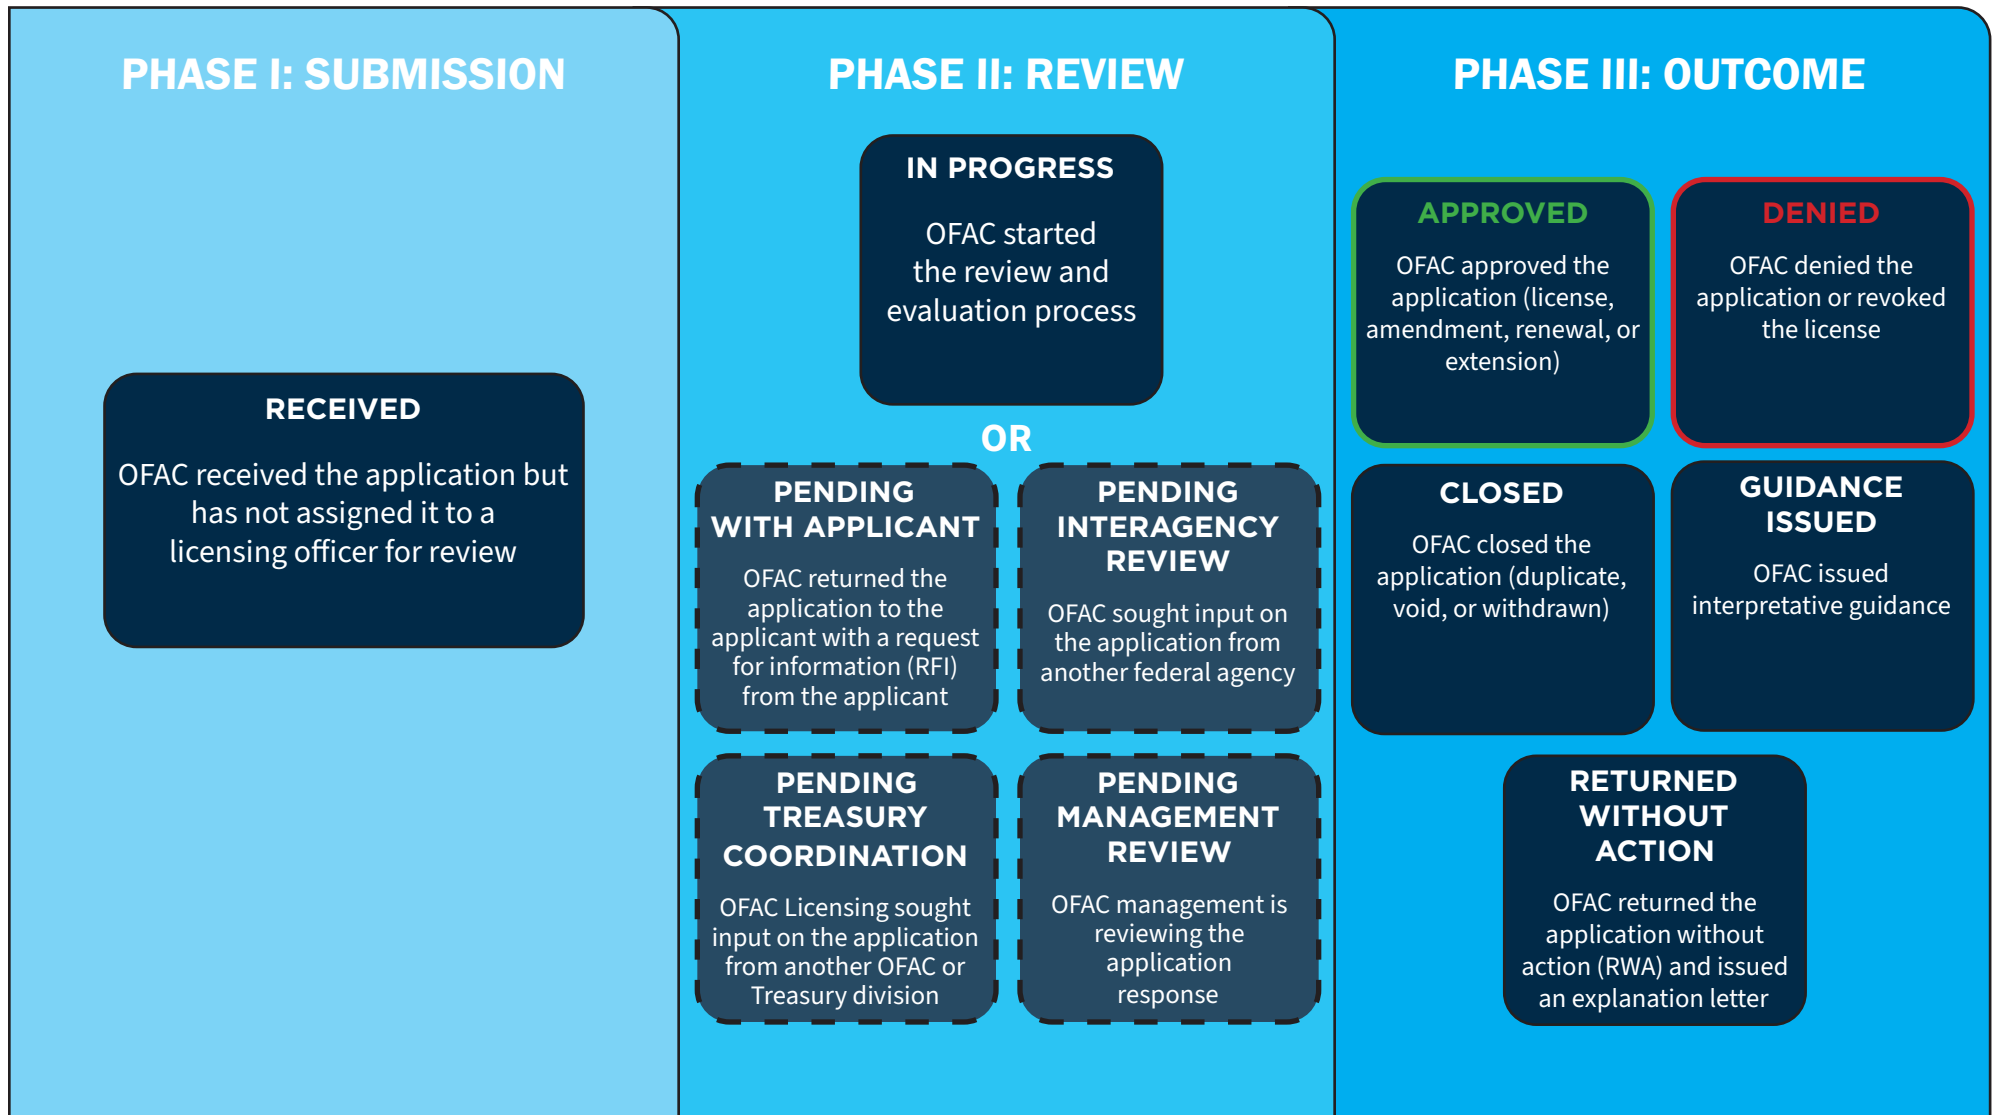 PHASE I: SUBMISSION
RECEIVED
OFAC received the application but
has not assigned it to a
licensing officer for review
PHASE II: REVIEW
IN PROGRESS
OFAC started
the review and
evaluation process
OR
PENDING
WITH APPLICANT
OFAC returned the
application to the
applicant with a request
for information (RFI)
from the applicant
PENDING
INTERAGENCY
REVIEW
OFAC sought input on
the application from
another federal agency
PENDING
TREASURY
COORDINATION
OFAC Licensing sought
input on the application
from another OFAC or
Treasury division
PENDING
MANAGEMENT
REVIEW
OFAC management is
reviewing the
application
response
PHASE III: OUTCOME
APPROVED
OFAC approved the
application (license,
amendment, renewal, or
extension)
DENIED
OFAC denied the
application or revoked
the license
CLOSED
OFAC closed the
application (duplicate,
void, or withdrawn)
GUIDANCE
ISSUED
OFAC issued
interpretative guidance
RETURNED
WITHOUT
ACTION
OFAC returned the
application without
action (RWA) and issued
an explanation letter